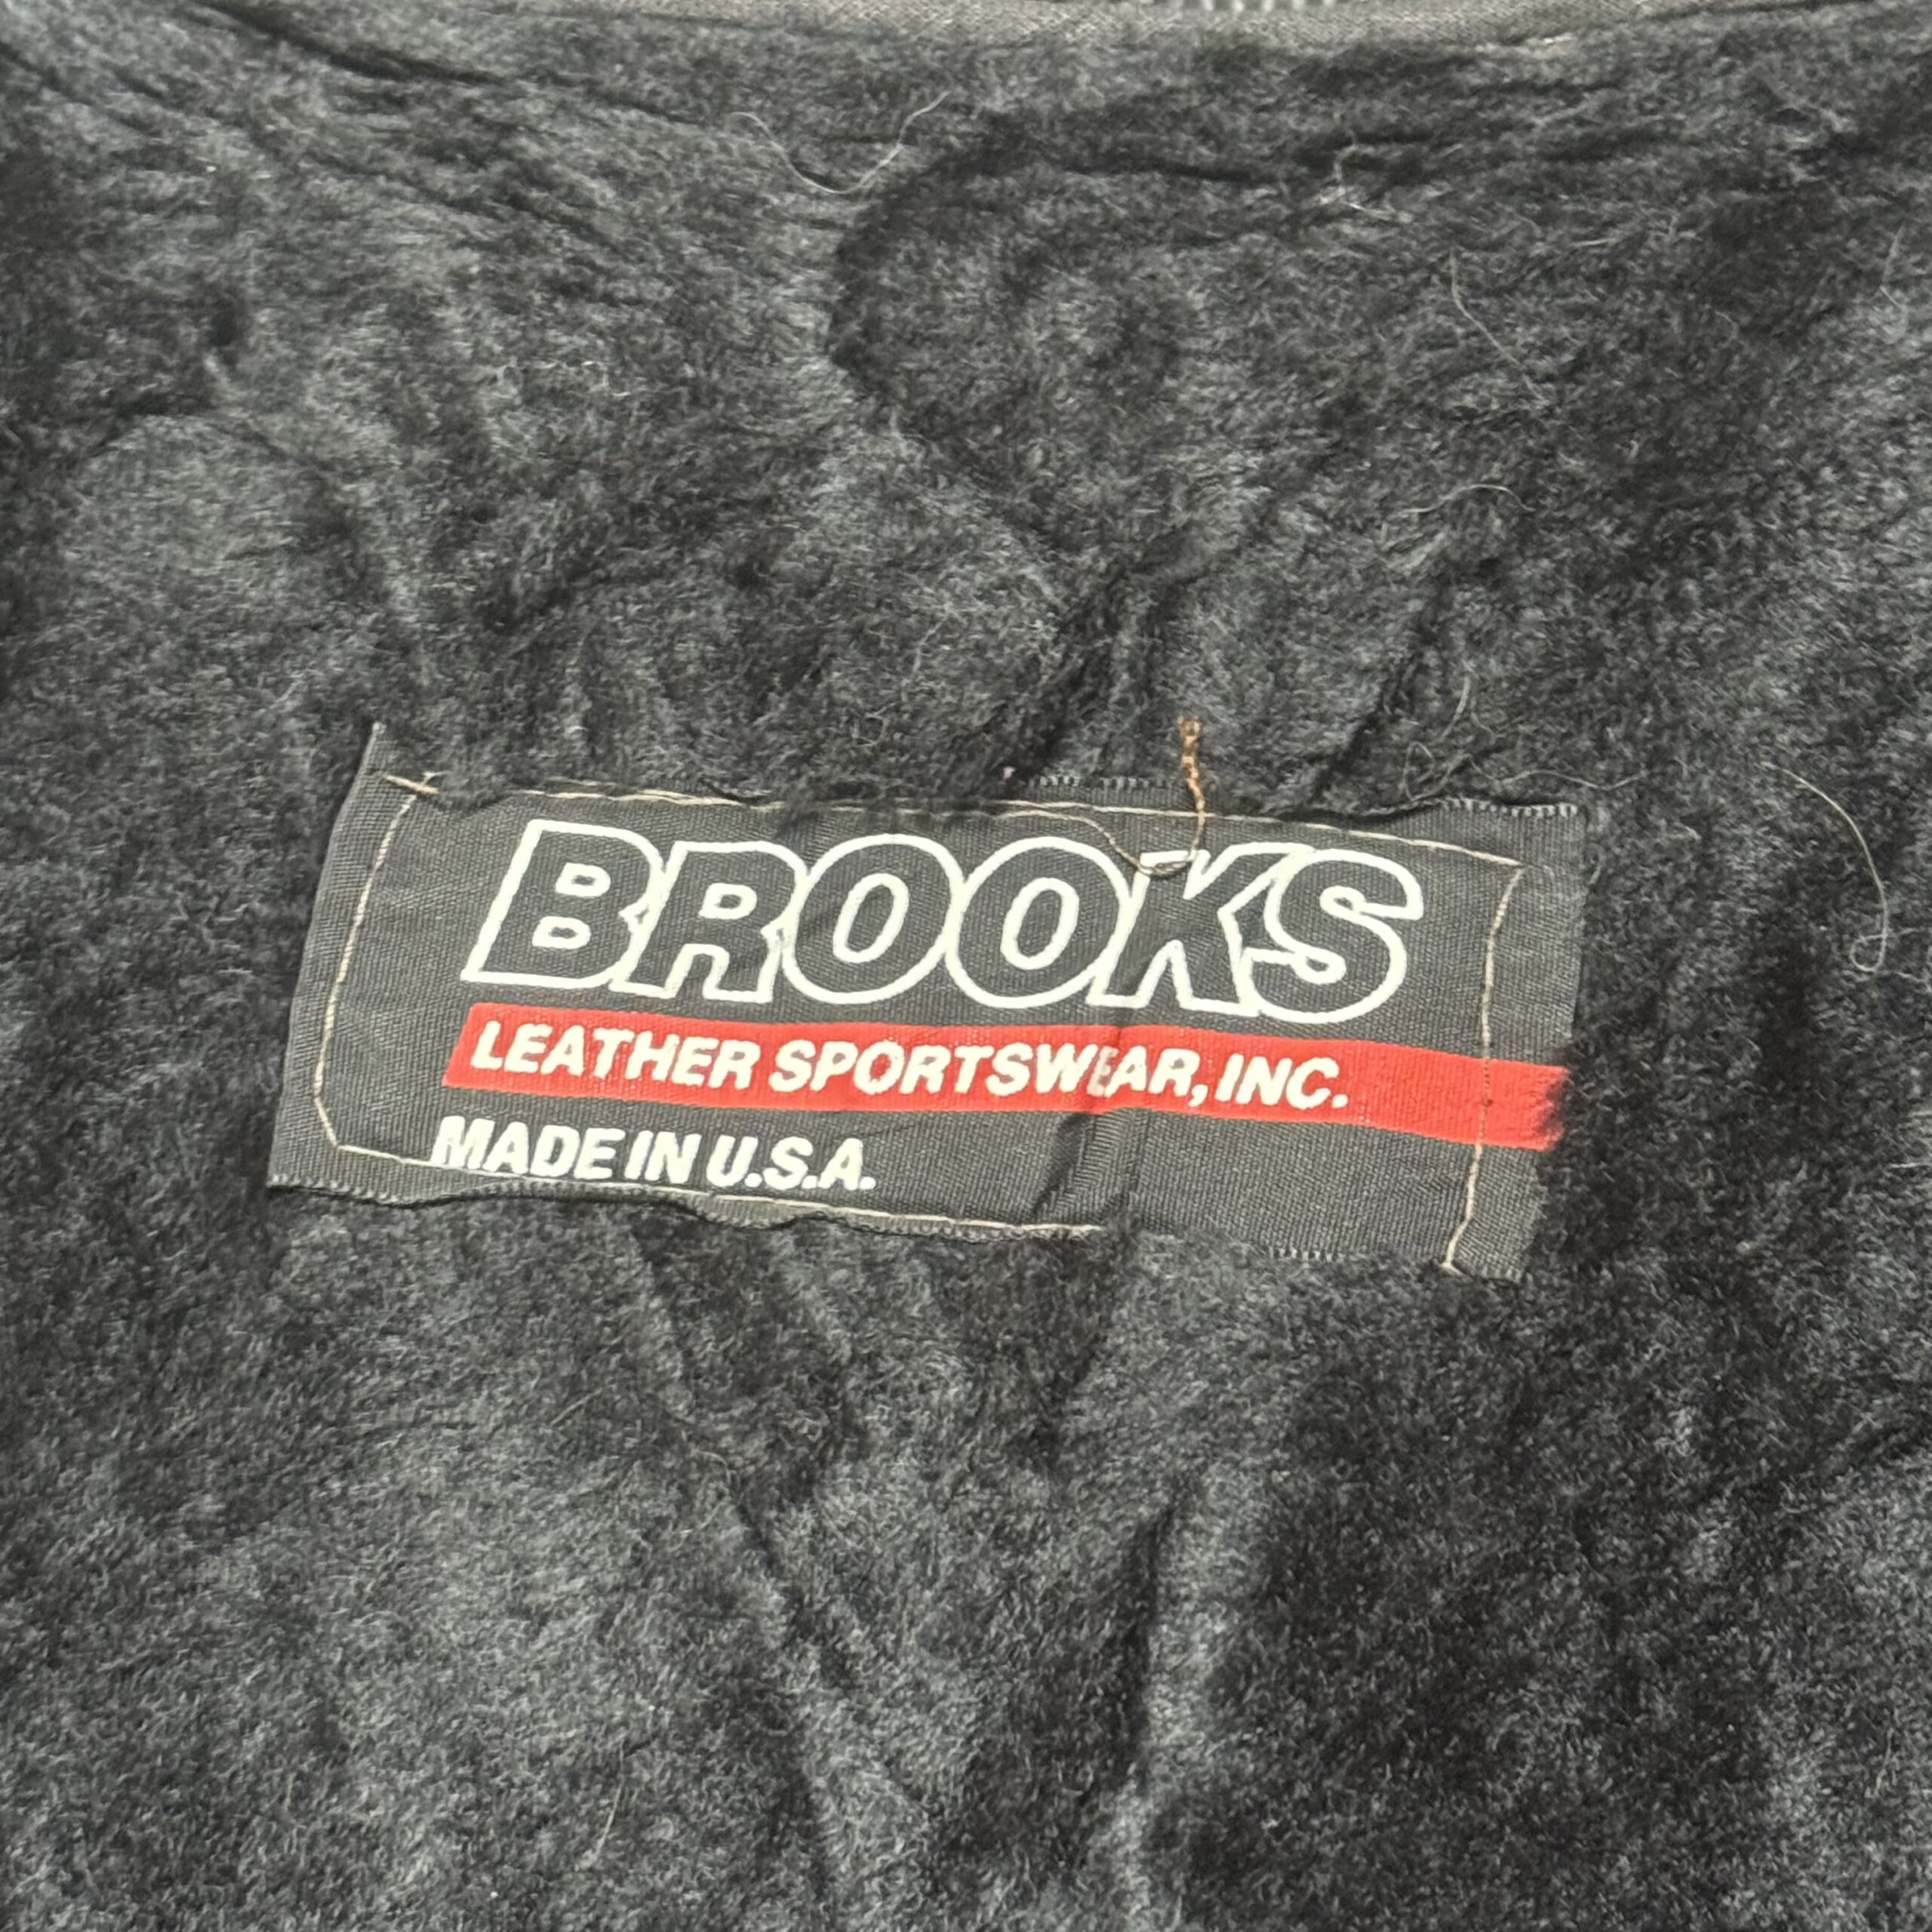 BROOKS
LEATHER SPORTSWEAR, INC.
MADE IN U.S.A.